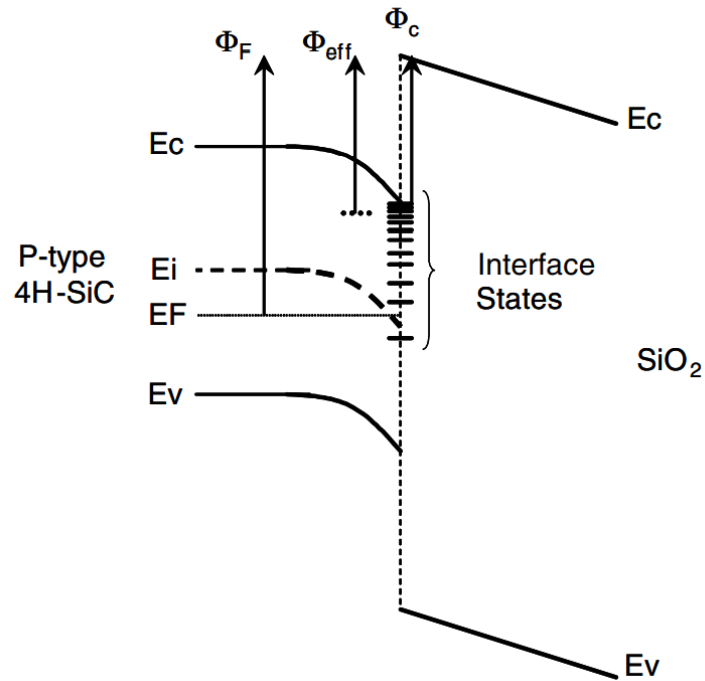 Φc
ΦF
Φeff
Ec
Ec
P-type
4H-SiC
Ei
Interface
States
EF
SiO2
Ev
Ev